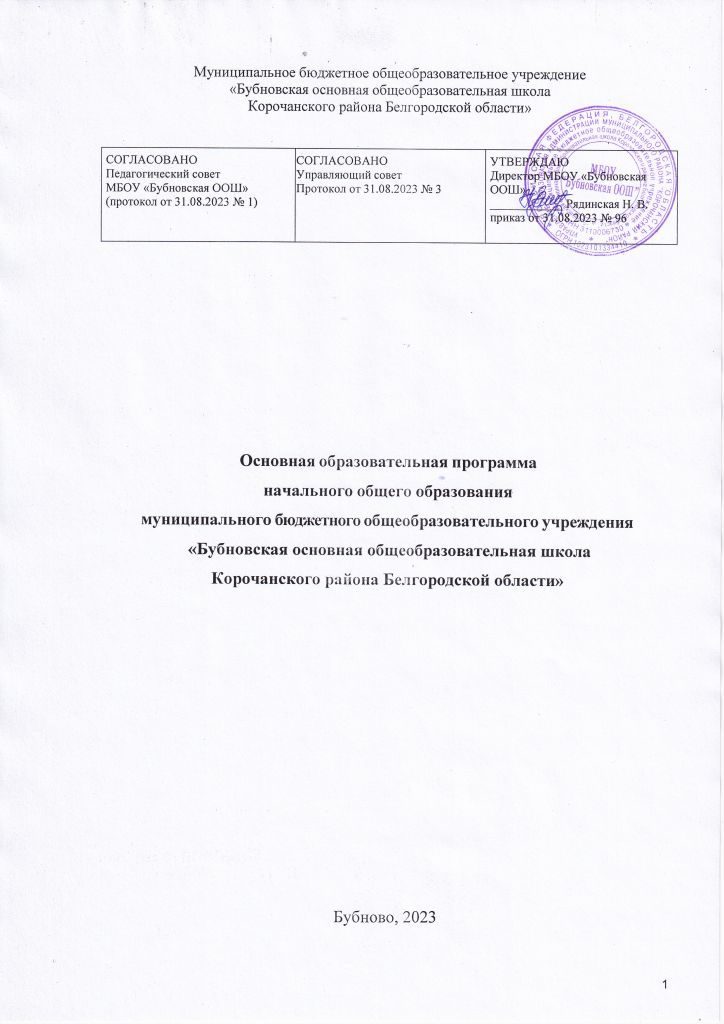 Муниципальное бюджетное общеобразовательное учреждение
«Бубновская основная общеобразовательная школа
Корочанского района Белгородской области»
СОГЛАСОВАНО
Педагогический совет
МБОУ «Бубновская ООШ»
(протокол от 31.08.2023 № 1)
СОГЛАСОВАНО
Управляющий совет
Протокол от 31.08.2023 № 3
УТВЕРЖДАЮ
Директор МБОУ «Бубновская
ООШ»
Рядинская Н. В.
приказ от 31.08.2023 № 96
МБОУ
"Бубновская ООШ"
Основная образовательная программа
начального общего образования
муниципального бюджетного общеобразовательного учреждения
«Бубновская основная общеобразовательная школа
Корочанского района Белгородской области»
Бубново, 2023
1